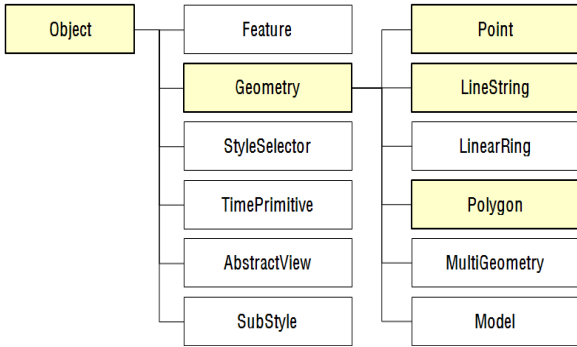 Object
Feature
Geometry
StyleSelector
TimePrimitive
AbstractView
SubStyle
Point
LineString
LinearRing
Polygon
MultiGeometry
Model